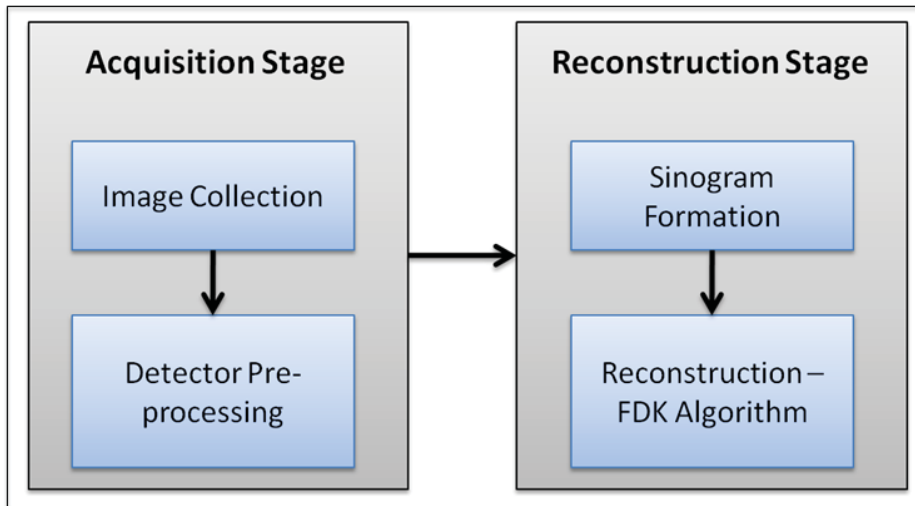 Acquisition Stage
Image Collection
Detector Pre-
processing
Reconstruction Stage
Sinogram
Formation
Reconstruction –
FDK Algorithm